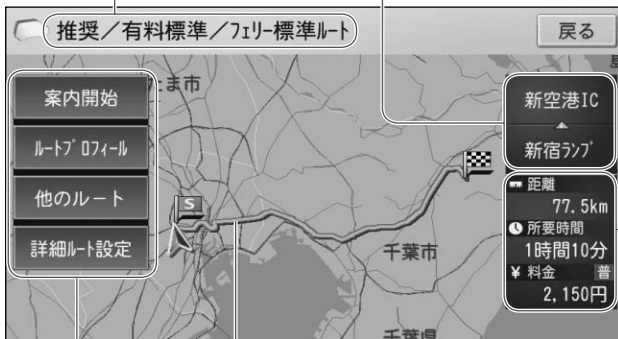 推奨／有料標準／フェリー標準ルート
戻る
案内開始
ルートプロフィール
他のルート
詳細ルート設定
たま市
千葉市
千葉県
S
新空港IC
新宿ランプ
距離
77.5km
所要時間
1時間10分
¥ 料金 普
2,150円